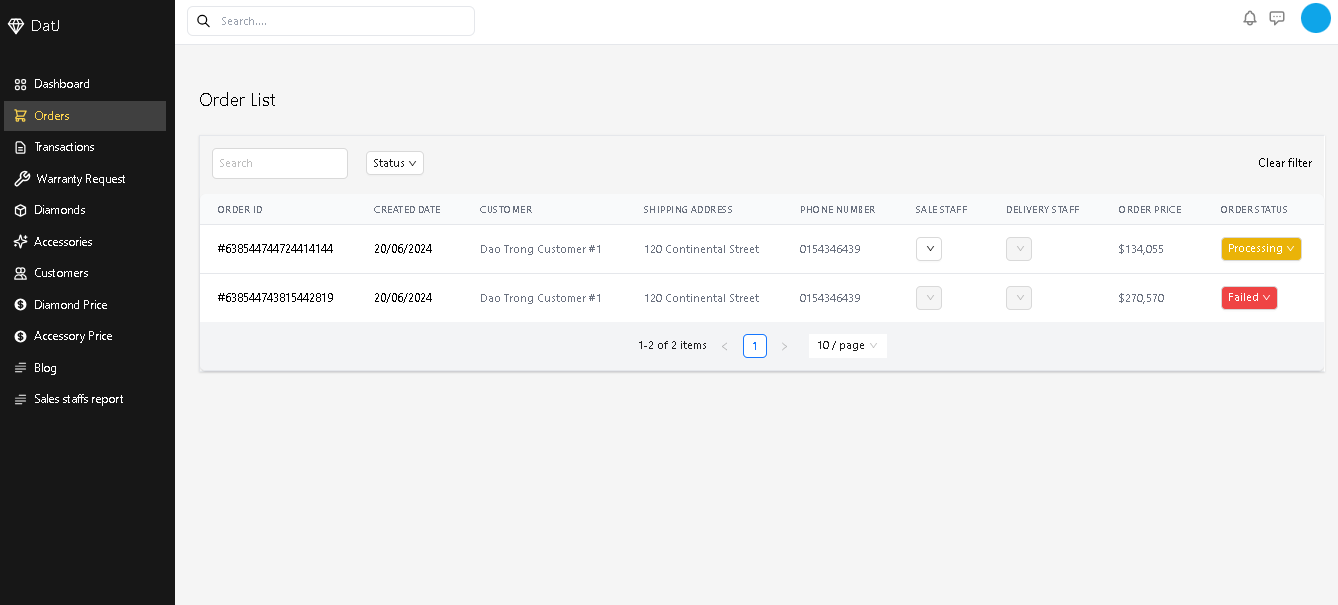 DatJ
Search....
Dashboard
Orders
Transactions
Warranty Request
Diamonds
Accessories
Customers
Diamond Price
Accessory Price
Blog
Sales staffs report
Order List
Search
Status
Clear filter
ORDER ID CREATED DATE CUSTOMER SHIPPING ADDRESS PHONE NUMBER SALE STAFF DELIVERY STAFF ORDER PRICE ORDER STATUS
#638544744724414144 20/06/2024 Dao Trong Customer #1 120 Continental Street 0154346439 $134,055 Processing
#638544743815442819 20/06/2024 Dao Trong Customer #1 120 Continental Street 0154346439 $270,570 Failed
1-2 of 2 items < 1 > 10 / page